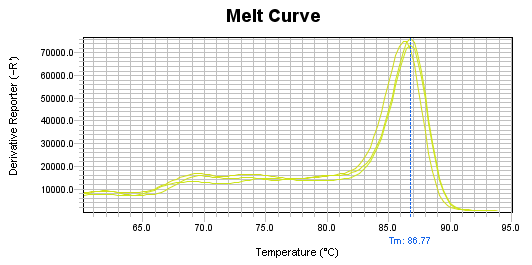 Melt Curve
Derivative Reporter (−R')
70000.0
60000.0
50000.0
40000.0
30000.0
20000.0
10000.0
65.0 70.0 75.0 80.0 85.0 90.0 95.0
Tm: 86.77
Temperature (°C)